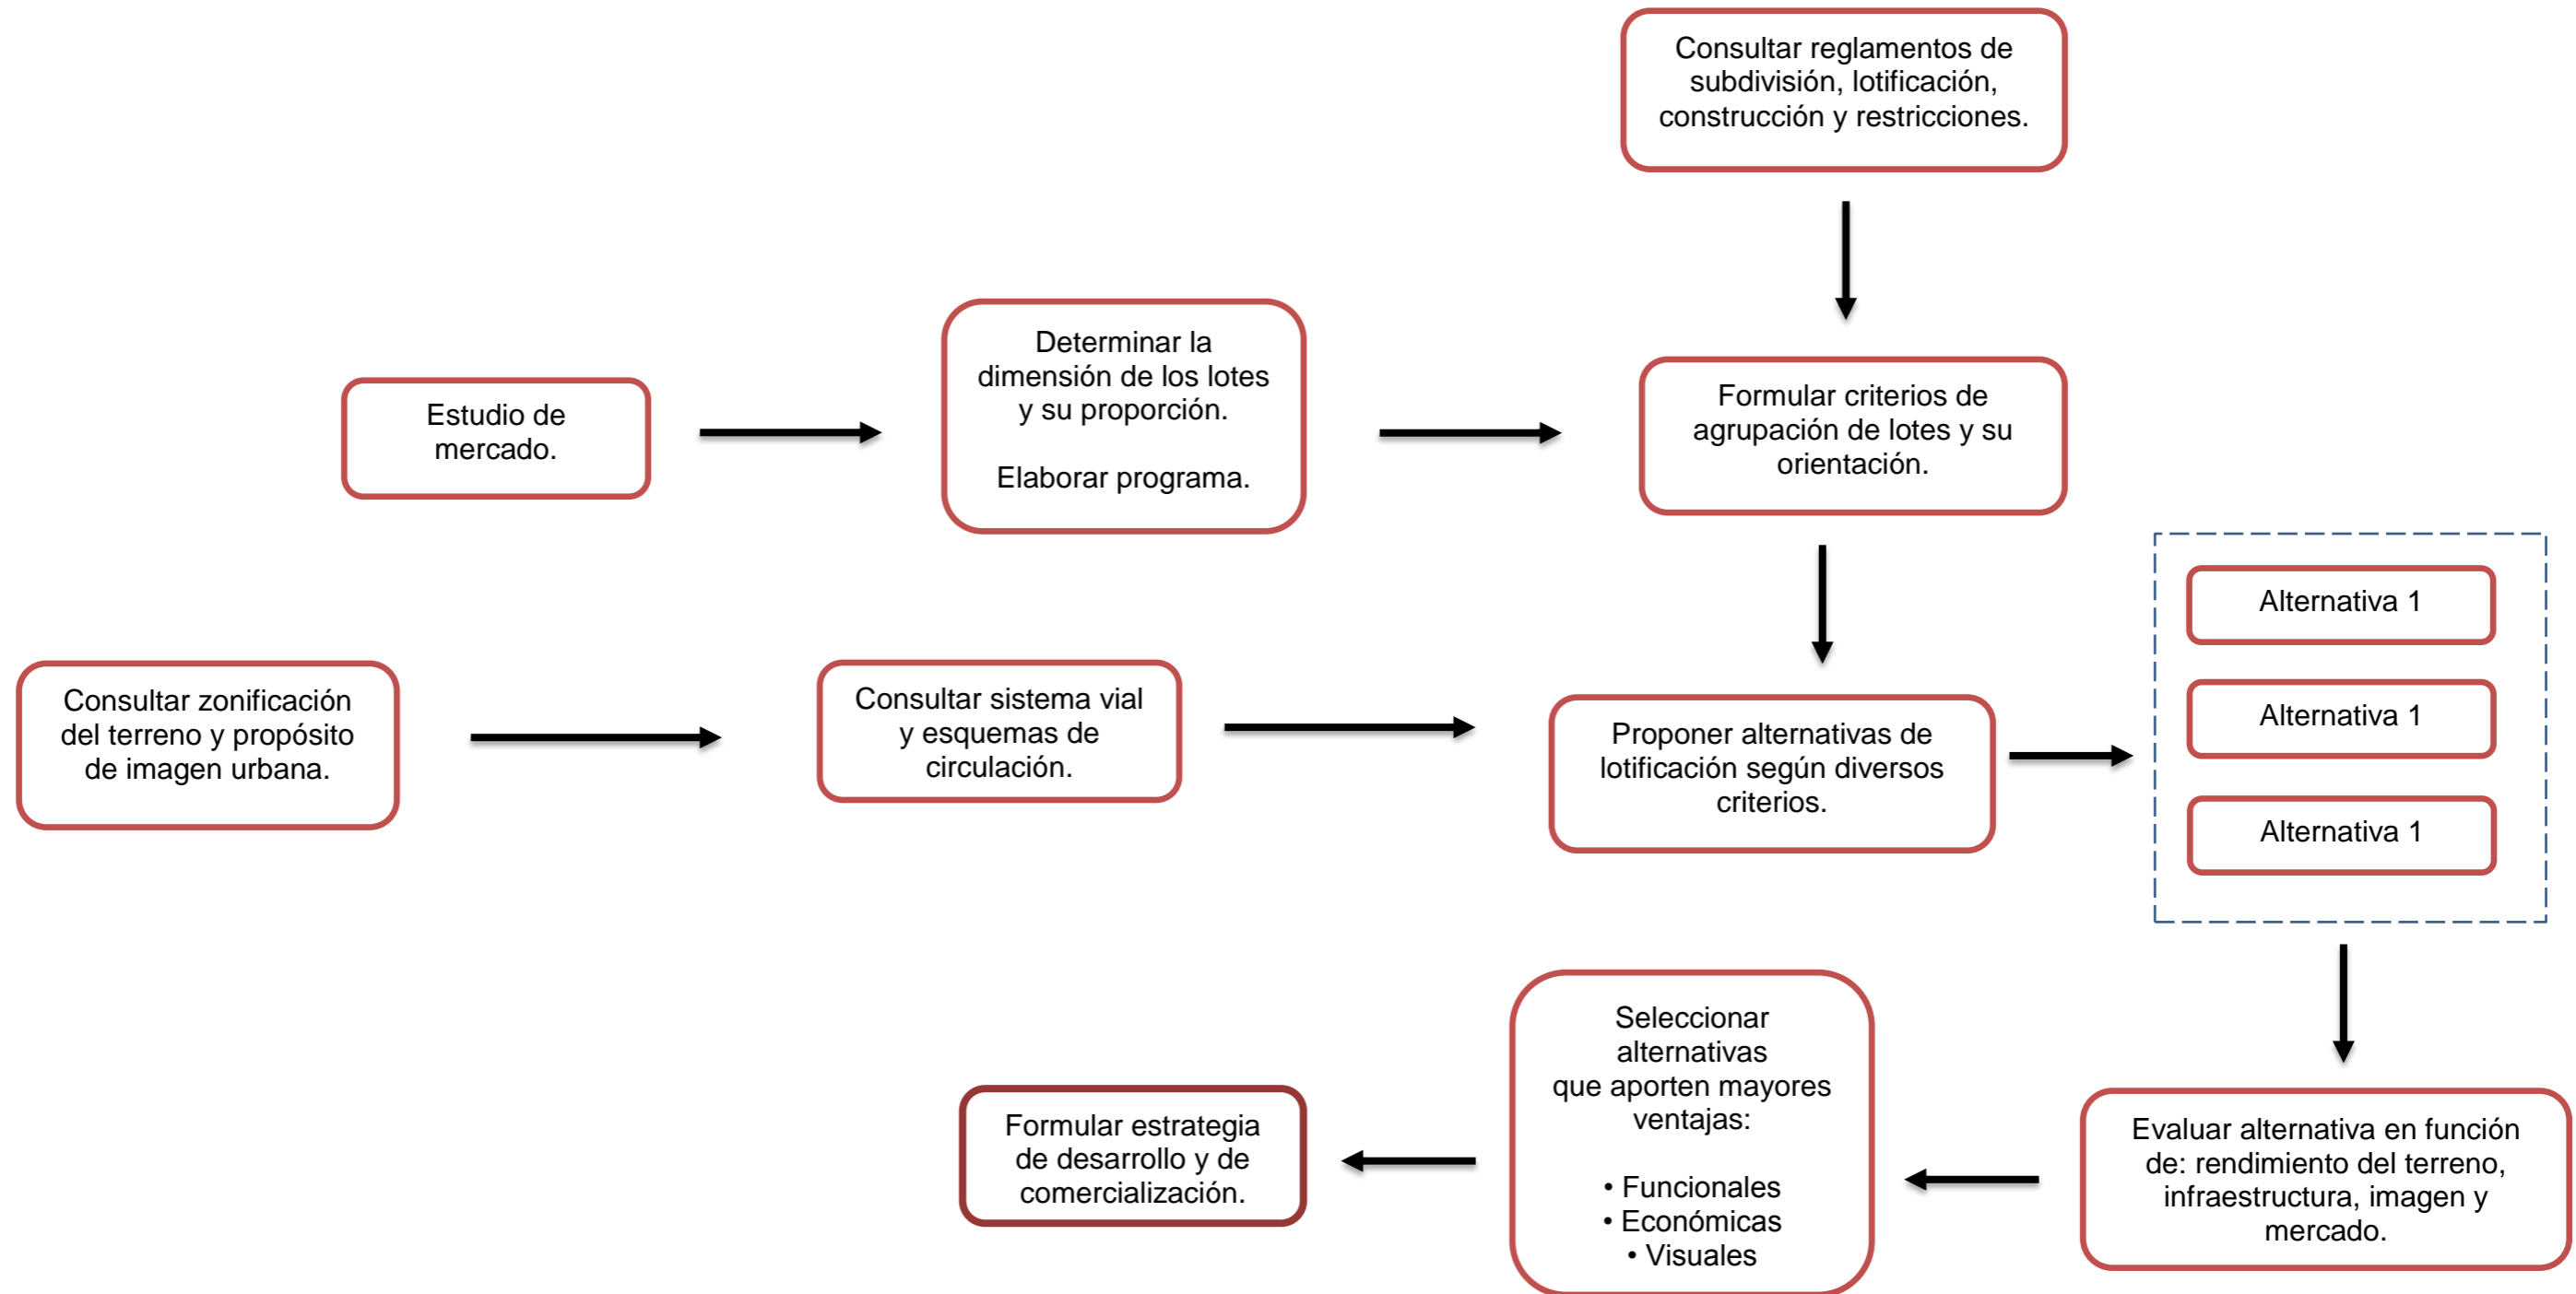 Consultar reglamentos de
subdivisión, lotificación,
construcción y restricciones.
Estudio de
mercado.
Determinar la
dimensión de los lotes
y su proporción.
Elaborar programa.
Formular criterios de
agrupación de lotes y su
orientación.
Consultar zonificación
del terreno y propósito
de imagen urbana.
Consultar sistema vial
y esquemas de
circulación.
Proponer alternativas de
lotificación según diversos
criterios.
Alternativa 1
Alternativa 1
Alternativa 1
Evaluar alternativa en función
de: rendimiento del terreno,
infraestructura, imagen y
mercado.
Seleccionar
alternativas
que aporten mayores
ventajas:
• Funcionales
• Económicas
• Visuales
Formular estrategia
de desarrollo y de
comercialización.